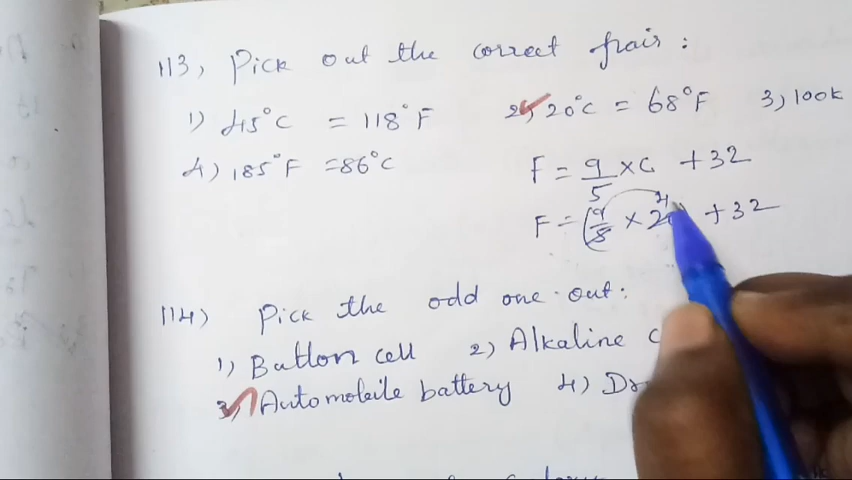 113, Pick out the correct pair :
1) 45°C = 118°F 2) 20°C = 68°F 3) 100K
4) 185°F = 86°C
F = 9/5 × C + 32
F = (9/5 × 20) + 32
114) Pick the odd one out :
1) Button cell 2) Alkaline
3) Automobile battery 4)